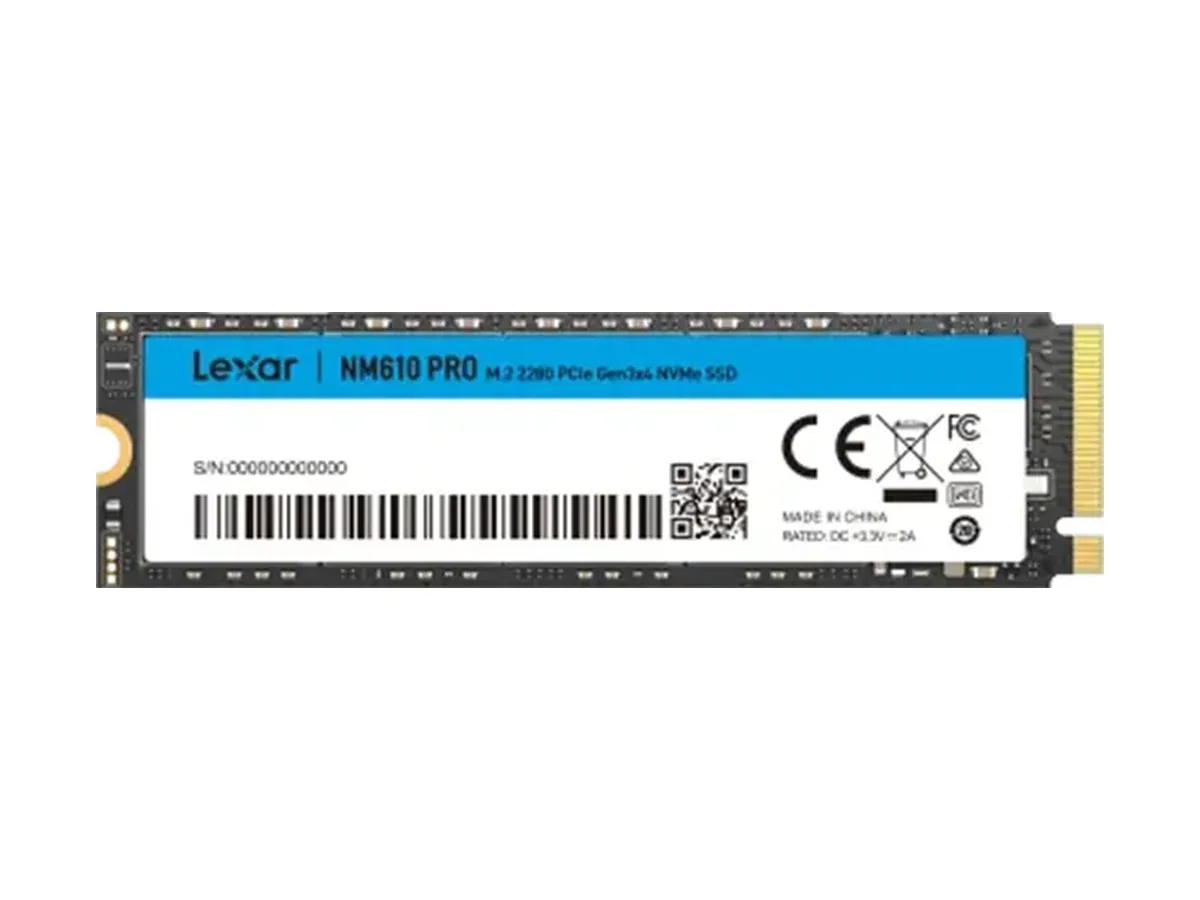 Lexar | NM610 PRO M.2 2280 PCIe Gen3x4 NVMe SSD
S/N:000000000000
CE FC
MADE IN CHINA
RATED: DC +3.3V⎓2A
20